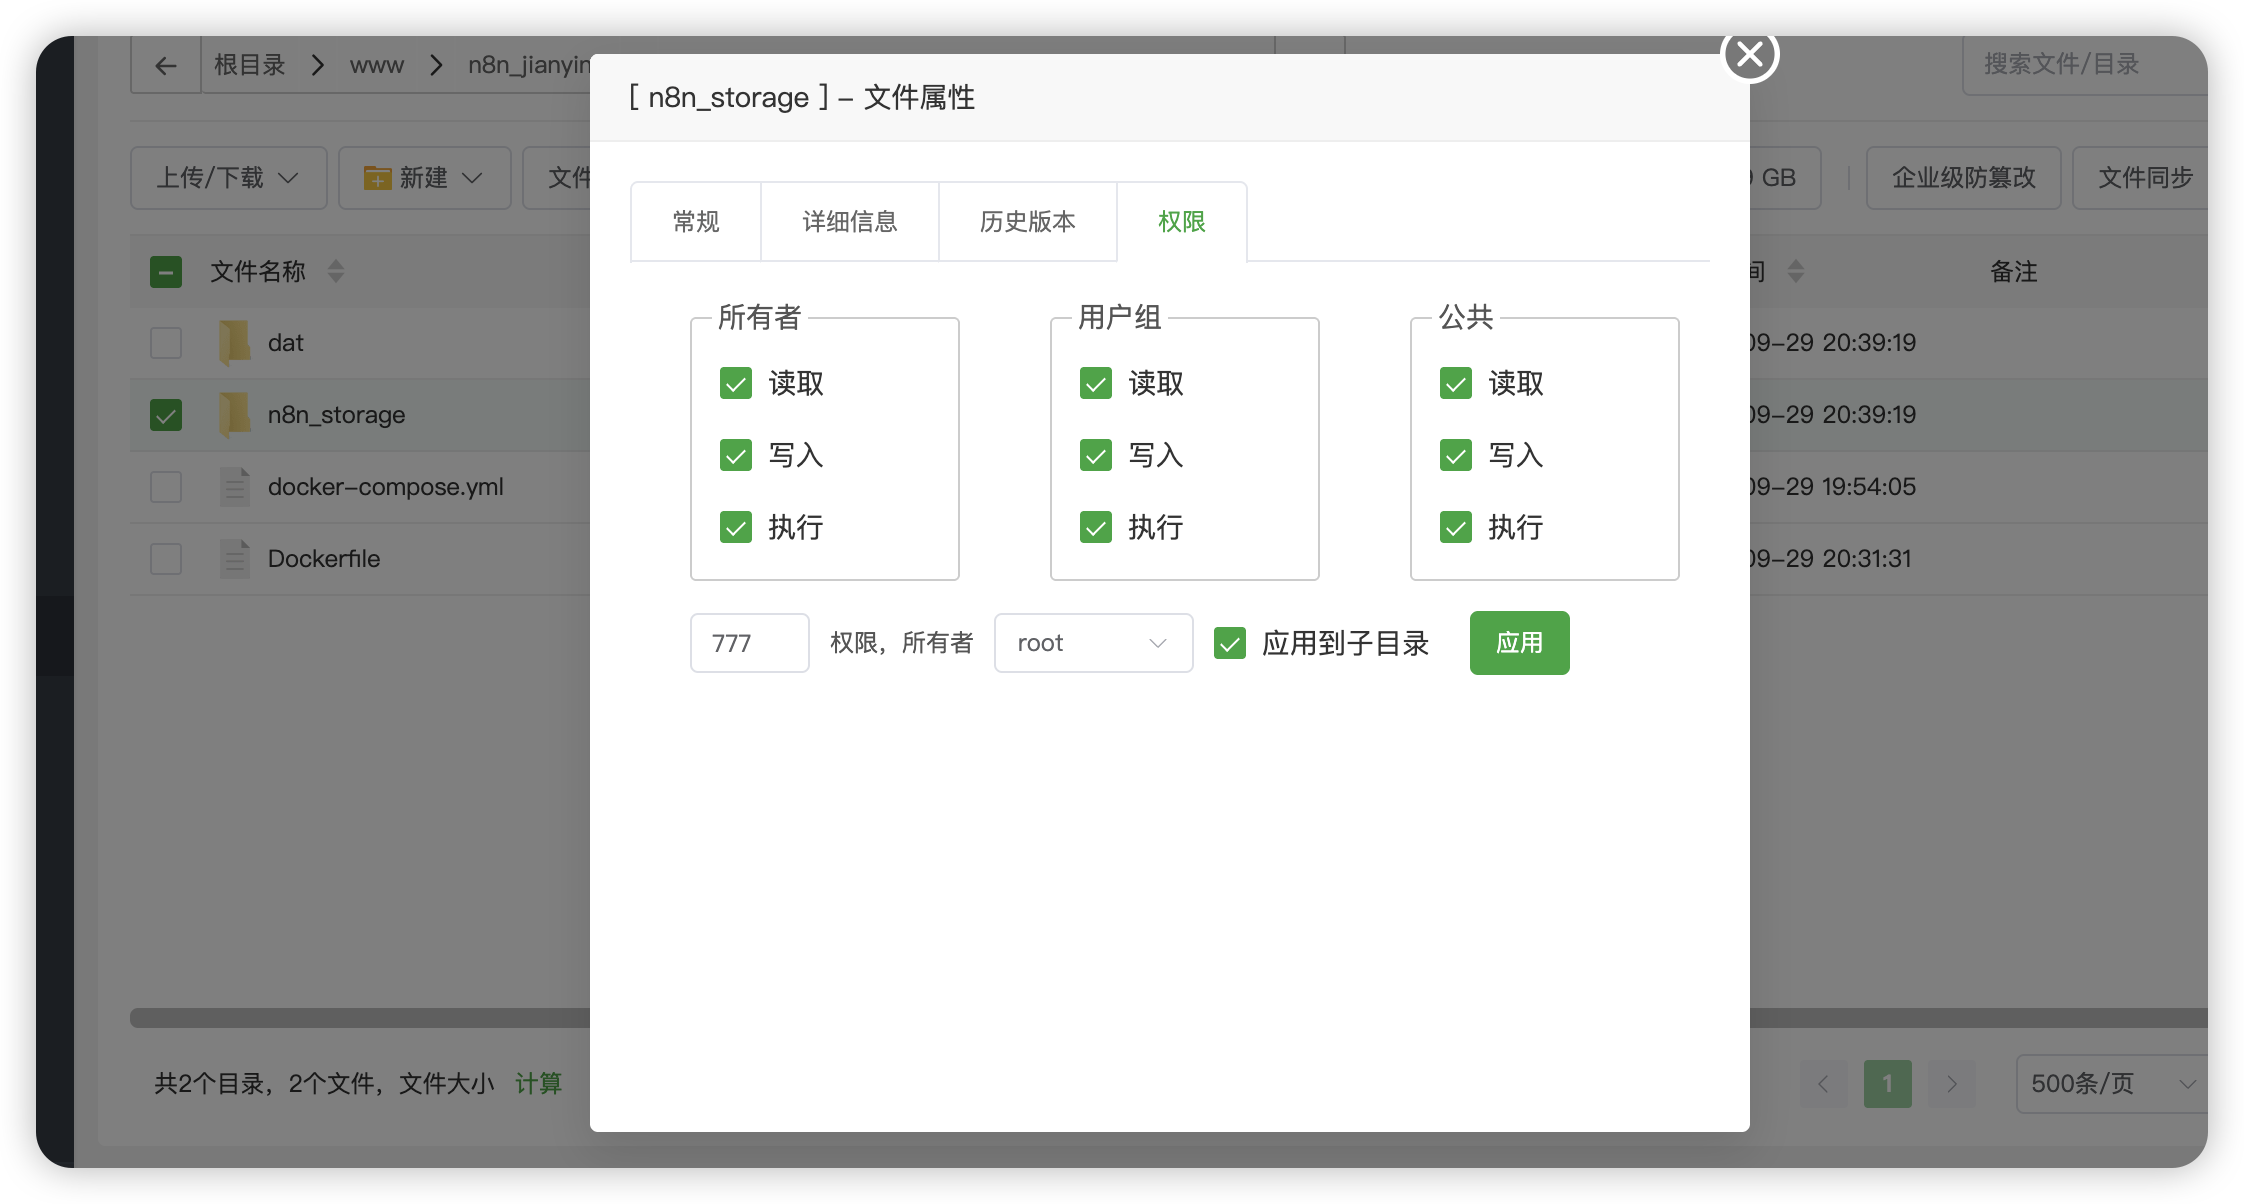 根目录 www n8n_jianyin
搜索文件/目录
[ n8n_storage ] – 文件属性
上传/下载 新建 文件
GB 企业级防篡改 文件同步
常规 详细信息 历史版本 权限
文件名称 间 备注
所有者 用户组 公共
dat 09-29 20:39:19
读取 读取 读取
n8n_storage 09-29 20:39:19
写入 写入 写入
docker-compose.yml 09-29 19:54:05
执行 执行 执行
Dockerfile 09-29 20:31:31
777 权限，所有者 root 应用到子目录 应用
共2个目录，2个文件，文件大小 计算
1 500条/页